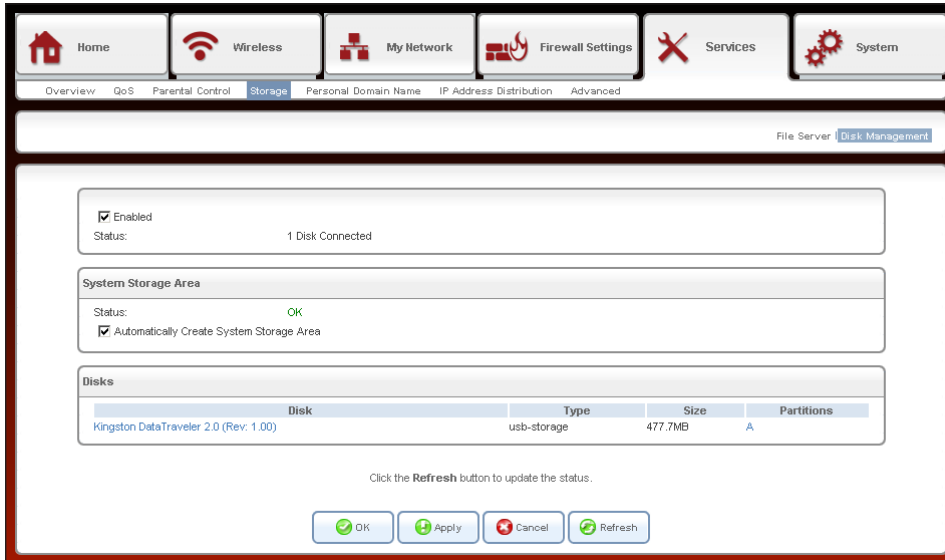 Home Wireless My Network Firewall Settings Services System
Overview QoS Parental Control Storage Personal Domain Name IP Address Distribution Advanced
File Server | Disk Management
Enabled
Status: 1 Disk Connected
System Storage Area
Status: OK
Automatically Create System Storage Area
Disks
Disk Type Size Partitions
Kingston DataTraveler 2.0 (Rev: 1.00) usb-storage 477.7MB A
Click the Refresh button to update the status.
OK Apply Cancel Refresh